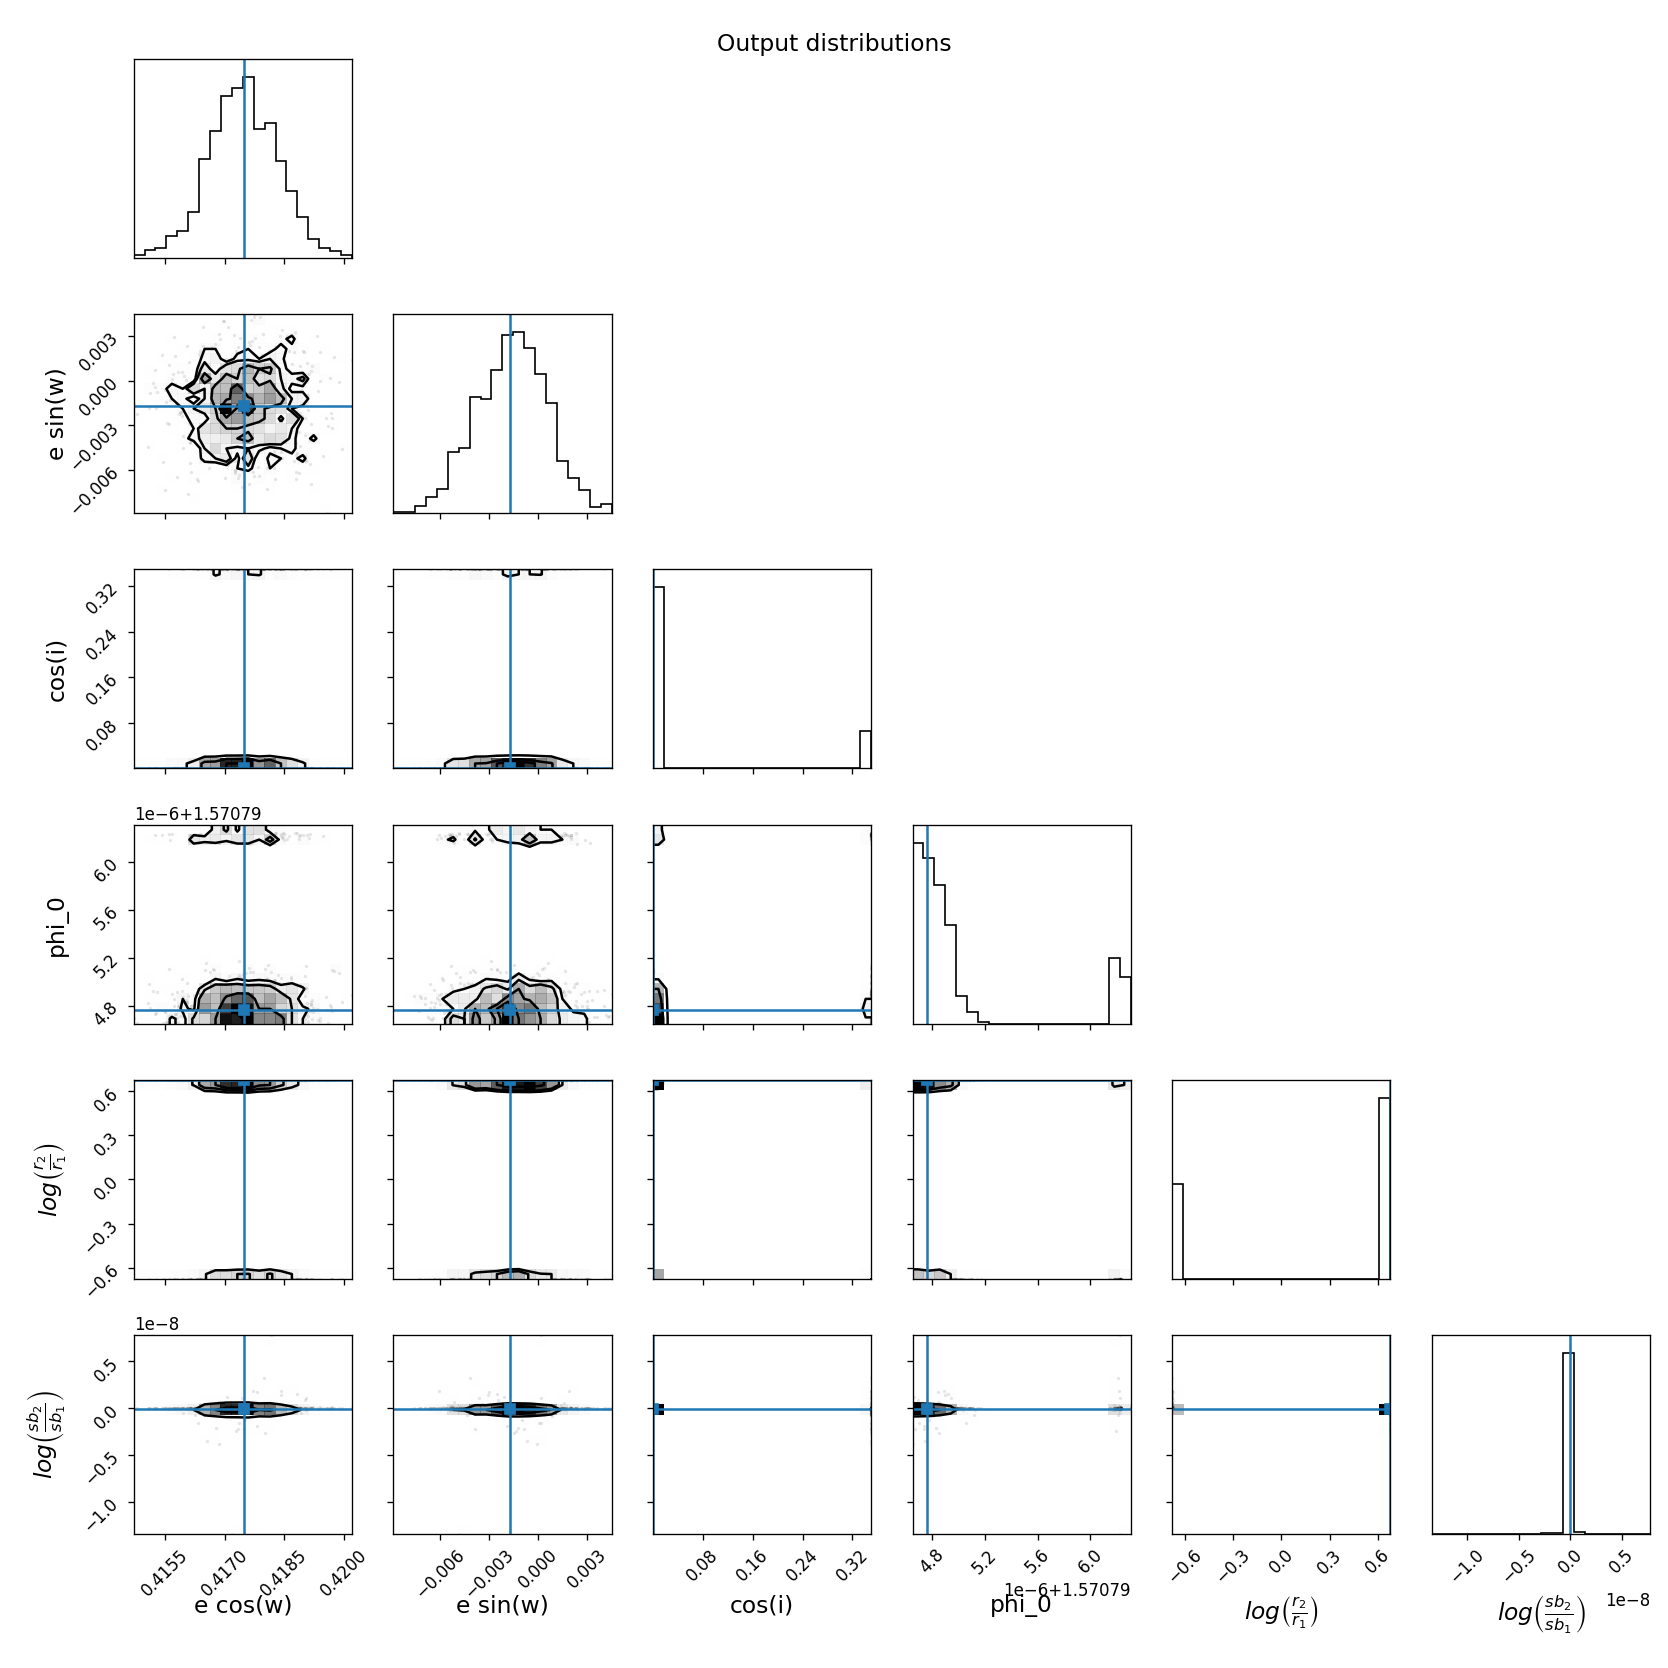 Output distributions
e sin(w)
0.003
0.000
−0.003
−0.006
cos(i)
0.32
0.24
0.16
0.08
1e−6+1.57079
phi_0
6.0
5.6
5.2
4.8
log(r2/r1)
0.6
0.3
0.0
−0.3
−0.6
1e−8
log(sb2/sb1)
0.5
0.0
−0.5
−1.0
0.4155 0.4170 0.4185 0.4200
−0.006 −0.003 0.000 0.003
0.08 0.16 0.24 0.32
4.8 5.2 5.6 6.0
−0.6 −0.3 0.0 0.3 0.6
−1.0 −0.5 0.0 0.5
1e−6+1.57079
1e−8
e cos(w) e sin(w) cos(i) phi_0 log(r2/r1) log(sb2/sb1)